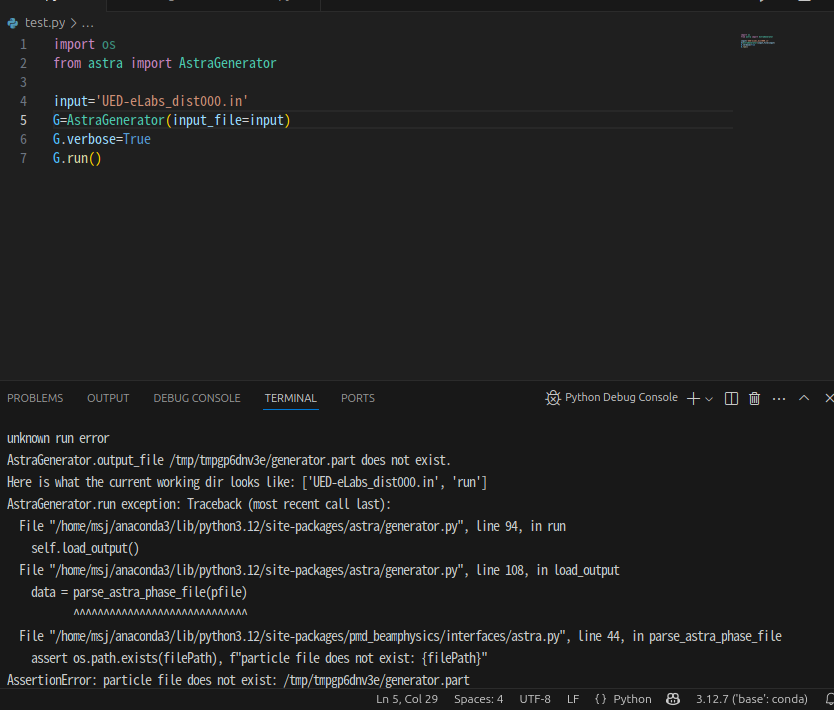 test.py > ...
1 import os
2 from astra import AstraGenerator
3
4 input='UED-eLabs_dist000.in'
5 G=AstraGenerator(input_file=input)
6 G.verbose=True
7 G.run()
PROBLEMS OUTPUT DEBUG CONSOLE TERMINAL PORTS Python Debug Console
unknown run error
AstraGenerator.output_file /tmp/tmpgp6dnv3e/generator.part does not exist.
Here is what the current working dir looks like: ['UED-eLabs_dist000.in', 'run']
AstraGenerator.run exception: Traceback (most recent call last):
  File "/home/msj/anaconda3/lib/python3.12/site-packages/astra/generator.py", line 94, in run
    self.load_output()
  File "/home/msj/anaconda3/lib/python3.12/site-packages/astra/generator.py", line 108, in load_output
    data = parse_astra_phase_file(pfile)
           ^^^^^^^^^^^^^^^^^^^^^^^^^^^^^
  File "/home/msj/anaconda3/lib/python3.12/site-packages/pmd_beamphysics/interfaces/astra.py", line 44, in parse_astra_phase_file
    assert os.path.exists(filePath), f"particle file does not exist: {filePath}"
AssertionError: particle file does not exist: /tmp/tmpgp6dnv3e/generator.part
Ln 5, Col 29 Spaces: 4 UTF-8 LF {} Python 3.12.7 ('base': conda)